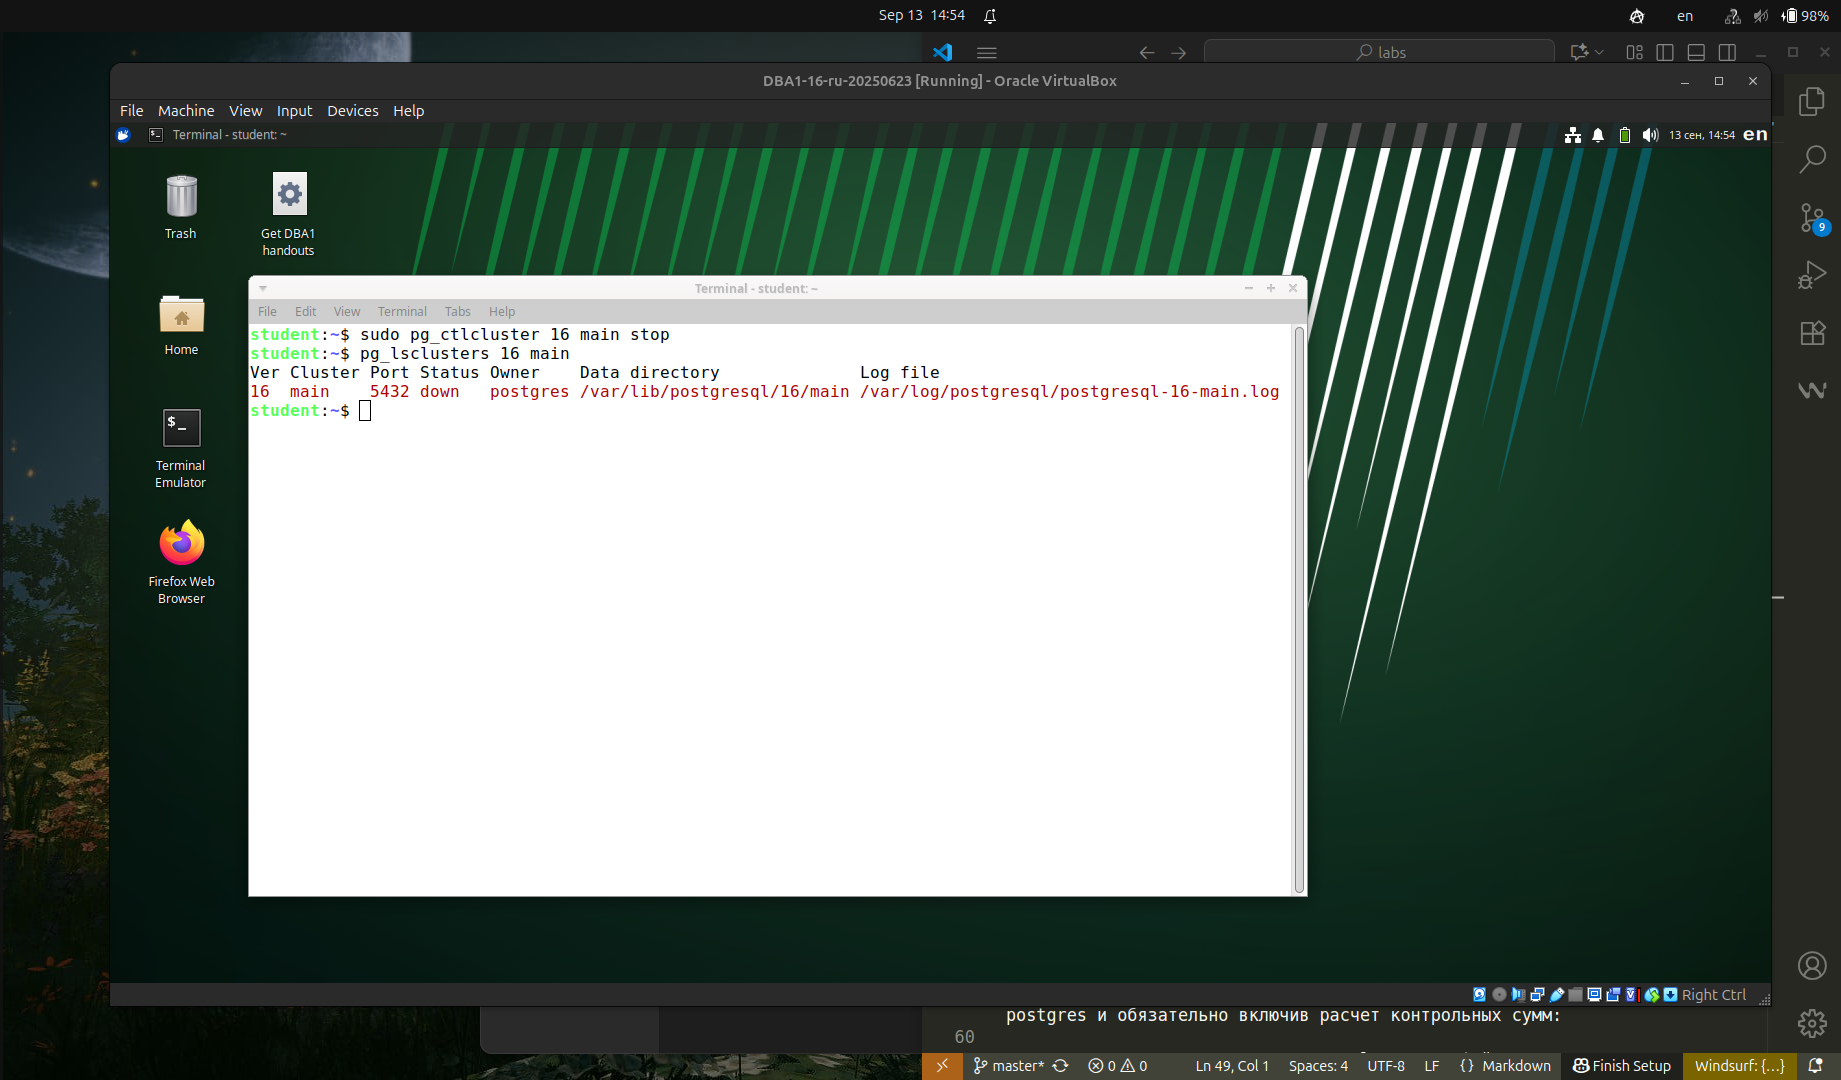 Sep 13 14:54
en
98%
labs
DBA1-16-ru-20250623 [Running] - Oracle VirtualBox
File Machine View Input Devices Help
Terminal - student: ~
13 сен, 14:54 en
Trash
Get DBA1
handouts
Home
Terminal
Emulator
Firefox Web
Browser
Terminal - student: ~
File Edit View Terminal Tabs Help
student:~$ sudo pg_ctlcluster 16 main stop
student:~$ pg_lsclusters 16 main
Ver Cluster Port Status Owner    Data directory              Log file
16  main    5432 down   postgres /var/lib/postgresql/16/main /var/log/postgresql/postgresql-16-main.log
student:~$
9
Right Ctrl
postgres и обязательно включив расчет контрольных сумм:
60
master* 0 0 Ln 49, Col 1 Spaces: 4 UTF-8 LF {} Markdown Finish Setup Windsurf: {...}